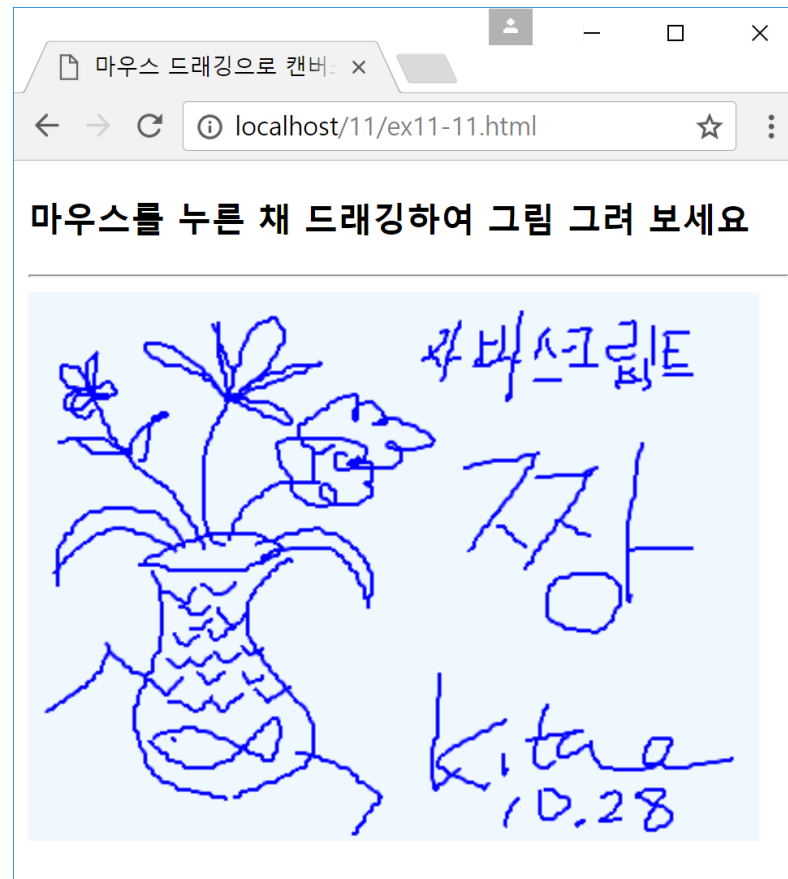 마우스 드래깅으로 캔버
localhost/11/ex11-11.html
마우스를 누른 채 드래깅하여 그림 그려 보세요
자바스크립트
짱
Kitae
10.28